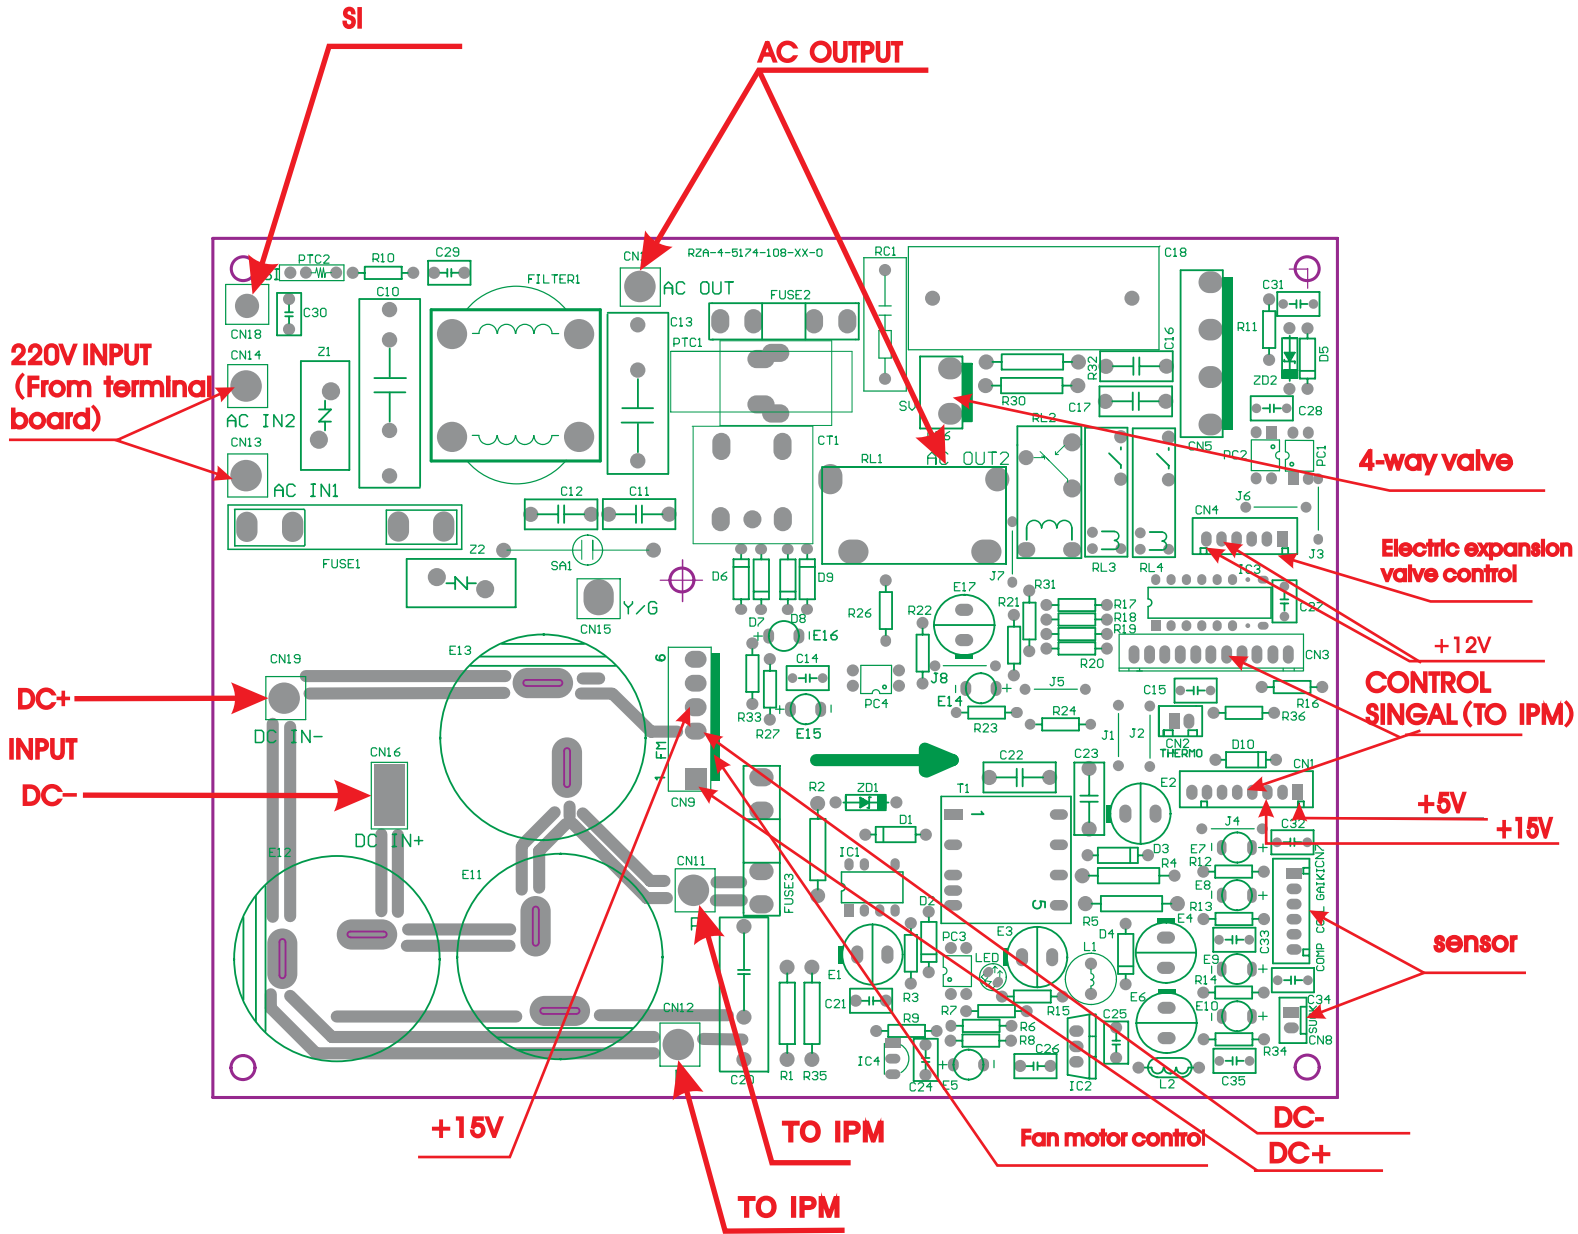 SI
AC OUTPUT
RZA-4-5174-108-XX-0
PTC2
R10
C29
RC1
C18
FILTER1
AC OUT
FUSE2
C31
C10
C30
CN18
C13
R11
D5
CN14
Z1
PTC1
C16
220V INPUT
(From terminal
board)
R32
ZD2
R30
AC IN2
SV
C17
C28
RL2
CT1
CN13
CN5
PC2
PC1
RL1
AC OUT2
4-way valve
AC IN1
C12
C11
J6
CN4
FUSE1
Z2
SA1
J3
Electric expansion
valve control
IC3
RL3
RL4
D6
D9
J7
R31
E17
Y/G
CN15
R26
R22
R21
R17
C27
R18
R19
D7
D8
E16
+12V
E13
6
R20
CN3
CN19
C14
J8
PC4
J5
C15
CONTROL
SINGAL (TO IPM)
DC+
E14
R16
R33
R27
E15
R23
R24
R36
DC IN-
INPUT
CN16
1 FM
J1
J2
CN2
THERMO
D10
C22
C23
CN1
DC-
R2
ZD1
T1
E2
+5V
CN9
1
+15V
D1
J4
C32
DC IN+
E7
E12
IC1
D3
R12
CN7
R4
CN11
E11
E8
GAIKI
FUSE3
R13
D2
5
R5
E4
C33
COMP
sensor
PC3
E3
D4
LED
L1
E9
E1
R14
R3
E6
C34
C21
R7
R15
E10
CN12
R9
R6
C25
CN8
R8
C26
R34
IC4
C20
R1
R35
C24
E5
IC2
L2
C35
+15V
TO IPM
Fan motor control
DC-
DC+
TO IPM